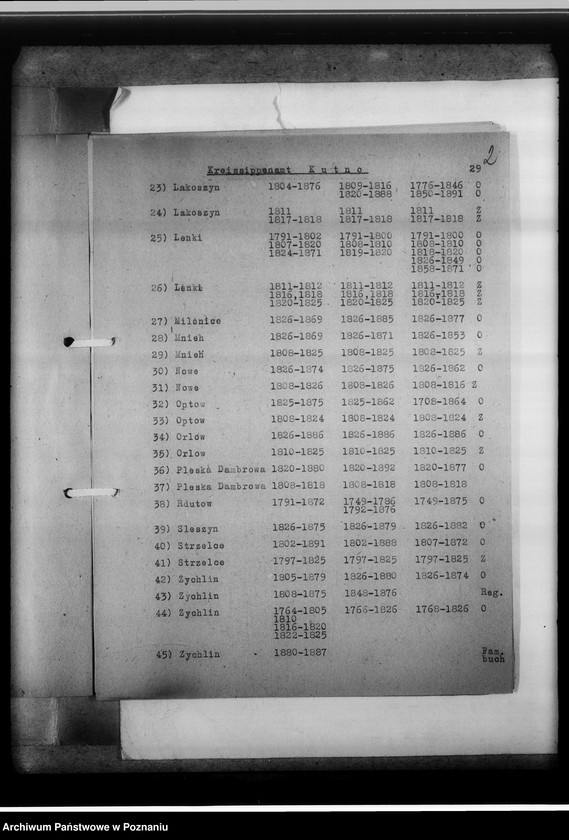 2
Kreissippenamt Kutno 29
23) Lakoszyn 1804-1876 1809-1816 1776-1846 O
1820-1888 1850-1891 O
24) Lakoszyn 1811 1811 1811 Z
1817-1818 1817-1818 1817-1818 Z
25) Lenki 1791-1802 1791-1800 1791-1800 O
1807-1820 1808-1810 1808-1810 O
1824-1871 1819-1820 1818-1820 O
1826-1849 O
1858-1871 O
26) Lenki 1811-1812 1811-1812 1811-1812 Z
1816,1818 1816,1818 1816,1818 Z
1820-1825 1820-1825 1820-1825 Z
27) Milonice 1826-1869 1826-1885 1826-1877 O
28) Mnich 1826-1869 1826-1871 1826-1853 O
29) Mnich 1808-1825 1808-1825 1808-1825 Z
30) Nowe 1826-1874 1826-1875 1826-1862 O
31) Nowe 1808-1826 1808-1826 1808-1816 Z
32) Optow 1825-1875 1825-1862 1708-1864 O
33) Optow 1808-1824 1808-1824 1808-1824 Z
34) Orlow 1826-1886 1826-1886 1826-1886 O
35) Orlow 1810-1825 1810-1825 1810-1825 Z
36) Pleska Dambrowa 1820-1880 1820-1892 1820-1877 O
37) Pleska Dambrowa 1808-1818 1808-1818 1808-1818
38) Rdutow 1791-1872 1749-1786 1749-1875 O
1792-1876
39) Sleszyn 1826-1875 1826-1879 1826-1882 O
40) Strzelce 1802-1891 1802-1888 1807-1872 O
41) Strzelce 1797-1825 1797-1825 1797-1825 Z
42) Zychlin 1805-1879 1826-1880 1826-1874 O
43) Zychlin 1808-1875 1848-1876 Reg.
44) Zychlin 1764-1805 1766-1826 1768-1826 O
1810
1816-1820
1822-1825
45) Zychlin 1880-1887 Fam.
buch
Archiwum Państwowe w Poznaniu